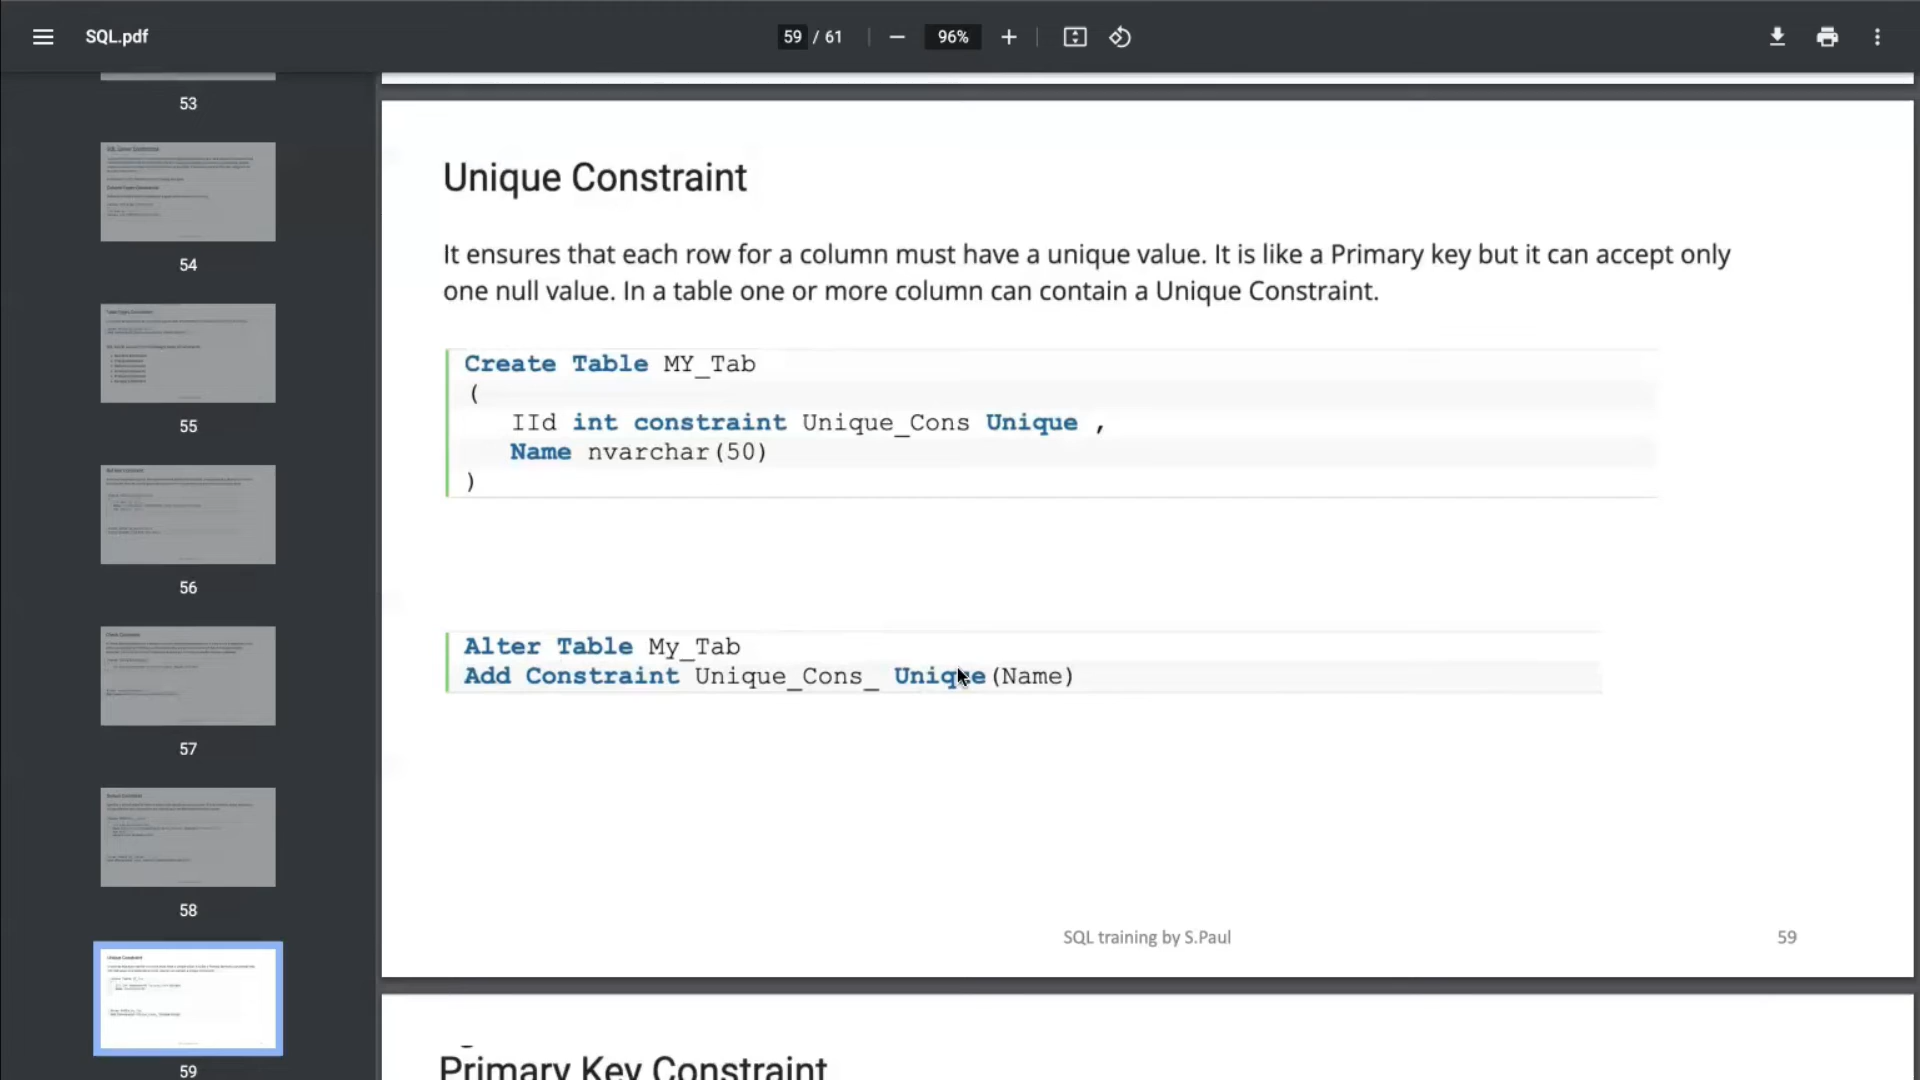 SQL.pdf
59 / 61
96%
53
54
55
56
57
58
59
Unique Constraint
It ensures that each row for a column must have a unique value. It is like a Primary key but it can accept only
one null value. In a table one or more column can contain a Unique Constraint.
Create Table MY_Tab
(
IId int constraint Unique_Cons Unique ,
Name nvarchar(50)
)
Alter Table My_Tab
Add Constraint Unique_Cons_ Unique(Name)
SQL training by S.Paul
59
Primary Key Constraint